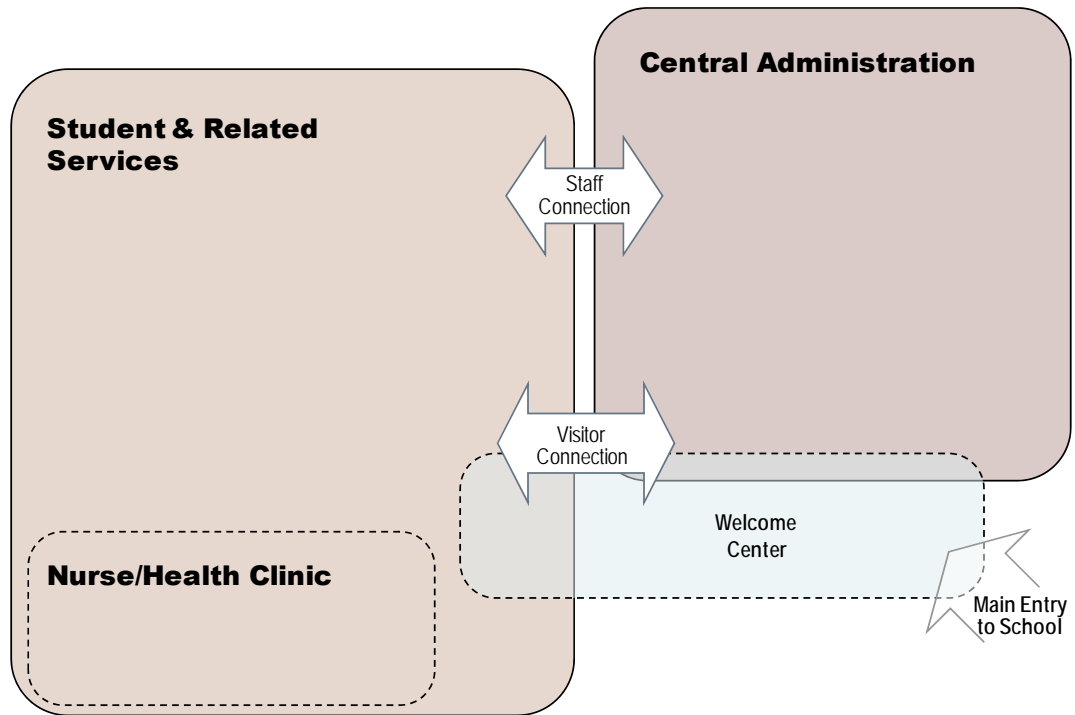 Central Administration
Student & Related
Services
Staff
Connection
Visitor
Connection
Welcome
Center
Nurse/Health Clinic
Main Entry
to School